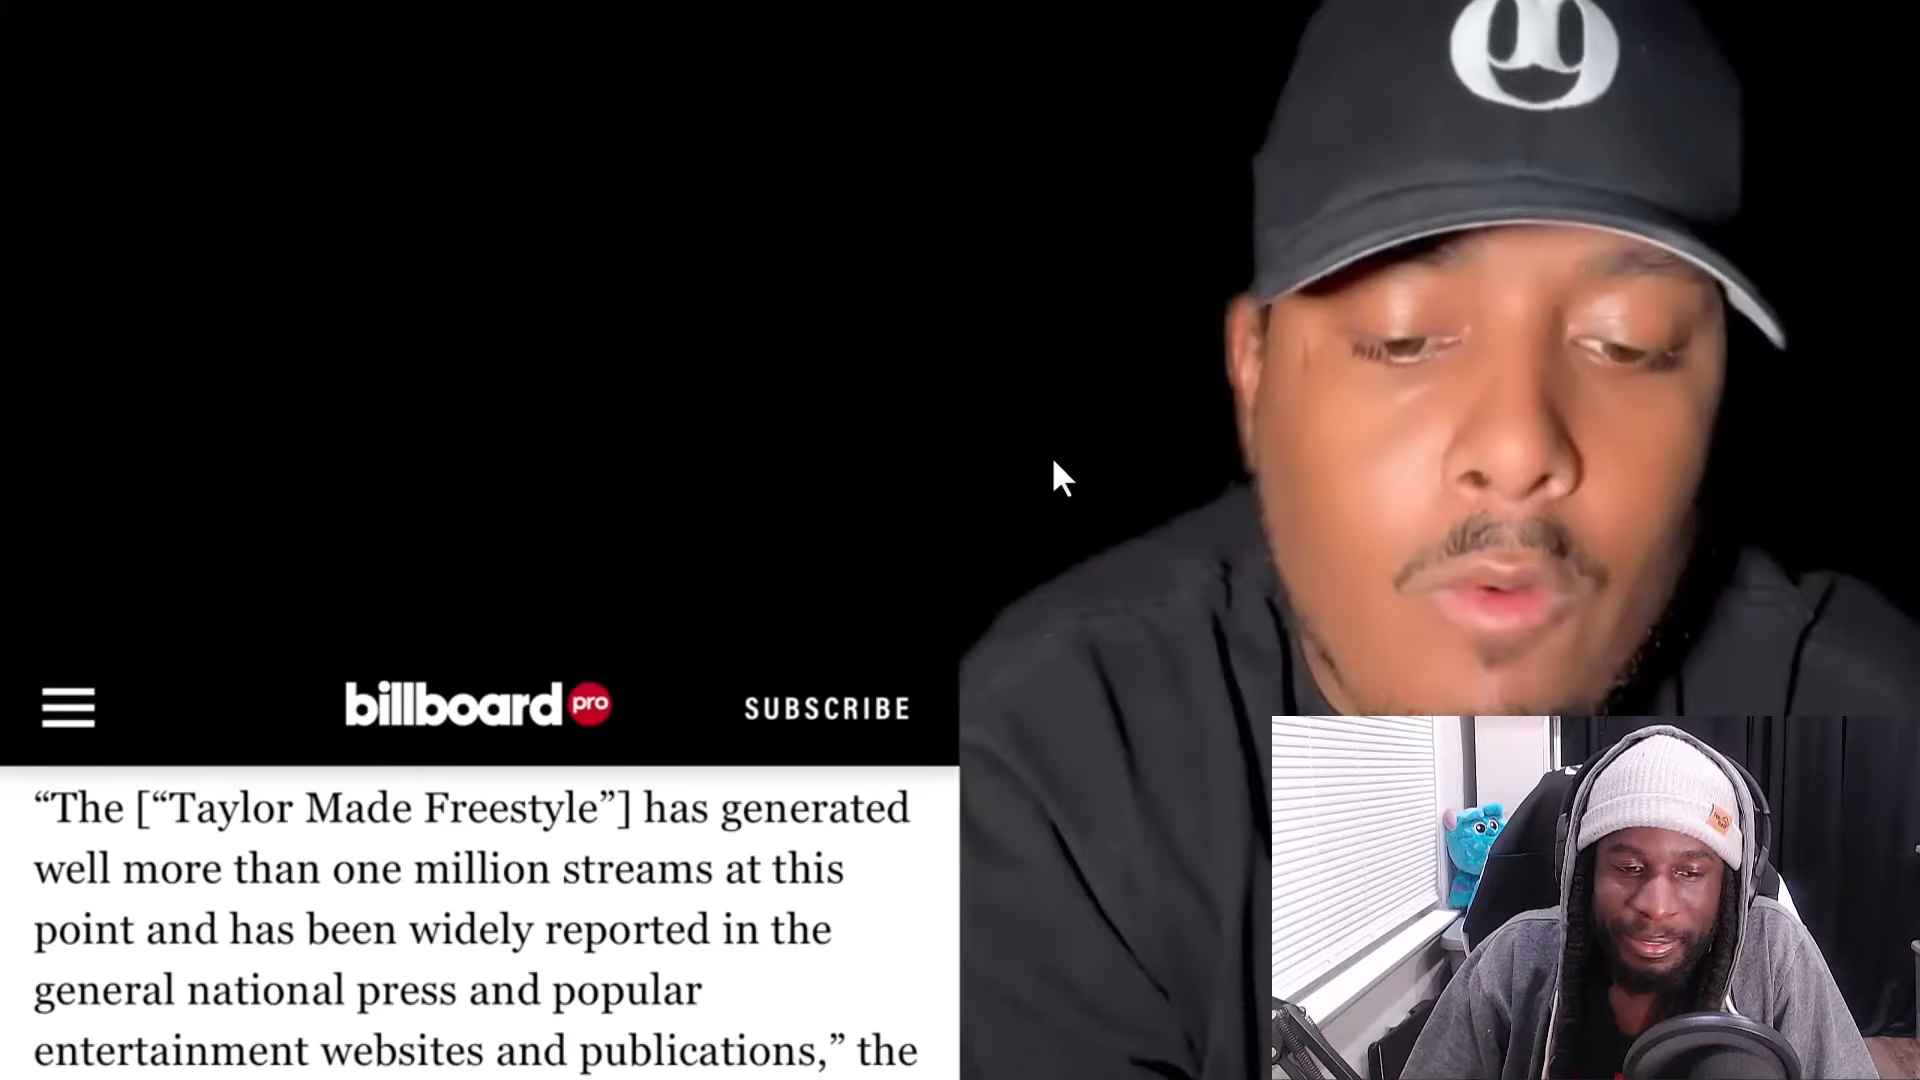 billboard pro SUBSCRIBE
“The [“Taylor Made Freestyle”] has generated
well more than one million streams at this
point and has been widely reported in the
general national press and popular
entertainment websites and publications,” the